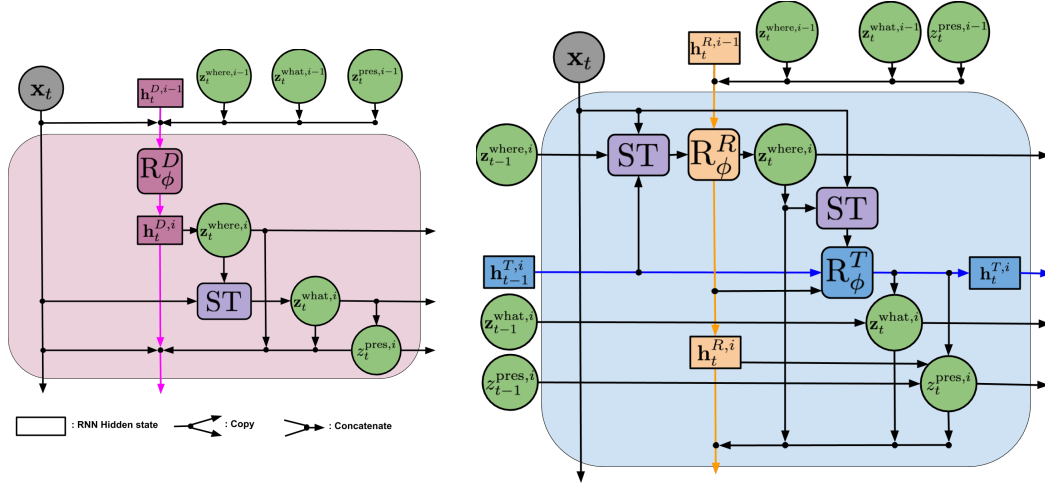 x_t
h_t^{D,i−1}
z_t^{where,i−1}
z_t^{what,i−1}
z_t^{pres,i−1}
R_ϕ^D
h_t^{D,i}
z_t^{where,i}
ST
z_t^{what,i}
z_t^{pres,i}
: RNN Hidden state
: Copy
: Concatenate
x_t
h_t^{R,i−1}
z_t^{where,i−1}
z_t^{what,i−1}
z_t^{pres,i−1}
z_{t−1}^{where,i}
ST
R_ϕ^R
z_t^{where,i}
ST
h_{t−1}^{T,i}
R_ϕ^T
h_t^{T,i}
z_{t−1}^{what,i}
z_t^{what,i}
h_t^{R,i}
z_{t−1}^{pres,i}
z_t^{pres,i}